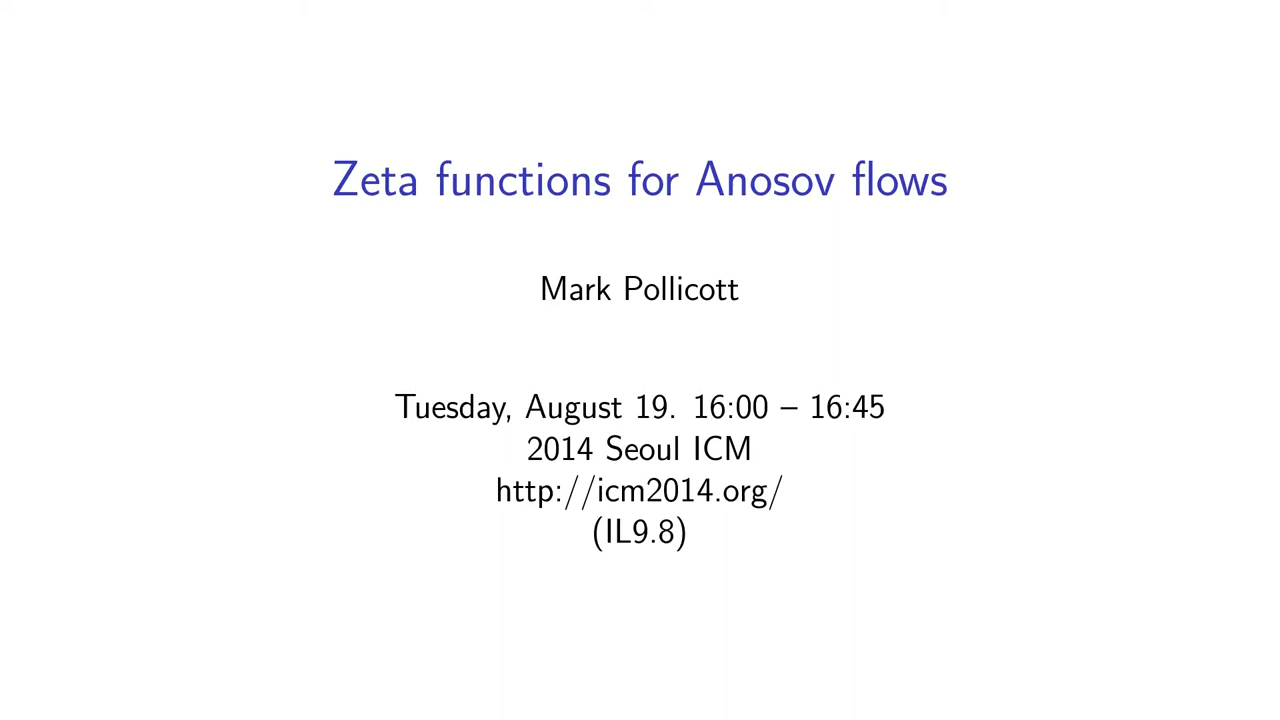 Zeta functions for Anosov flows
Mark Pollicott
Tuesday, August 19. 16:00 – 16:45
2014 Seoul ICM
http://icm2014.org/
(IL9.8)